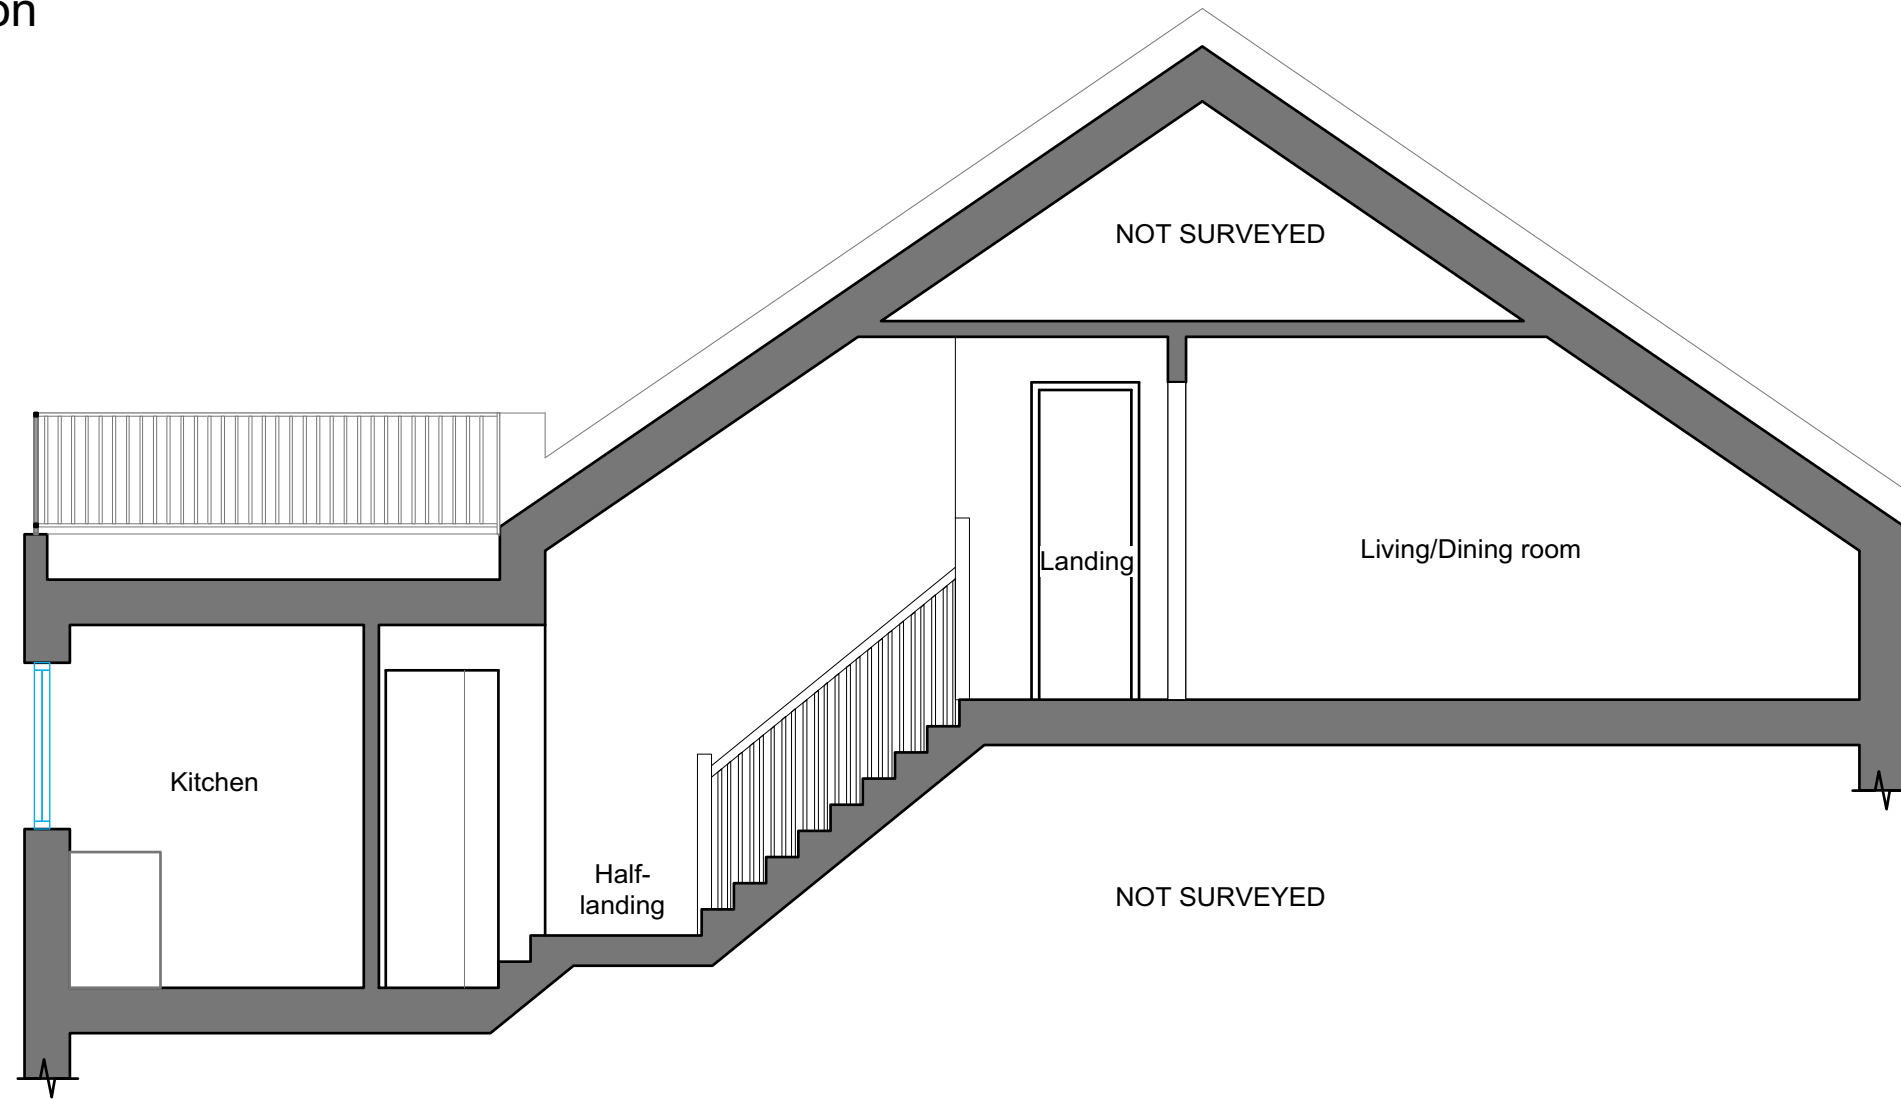 on
NOT SURVEYED
Landing
Living/Dining room
Kitchen
Half-
landing
NOT SURVEYED